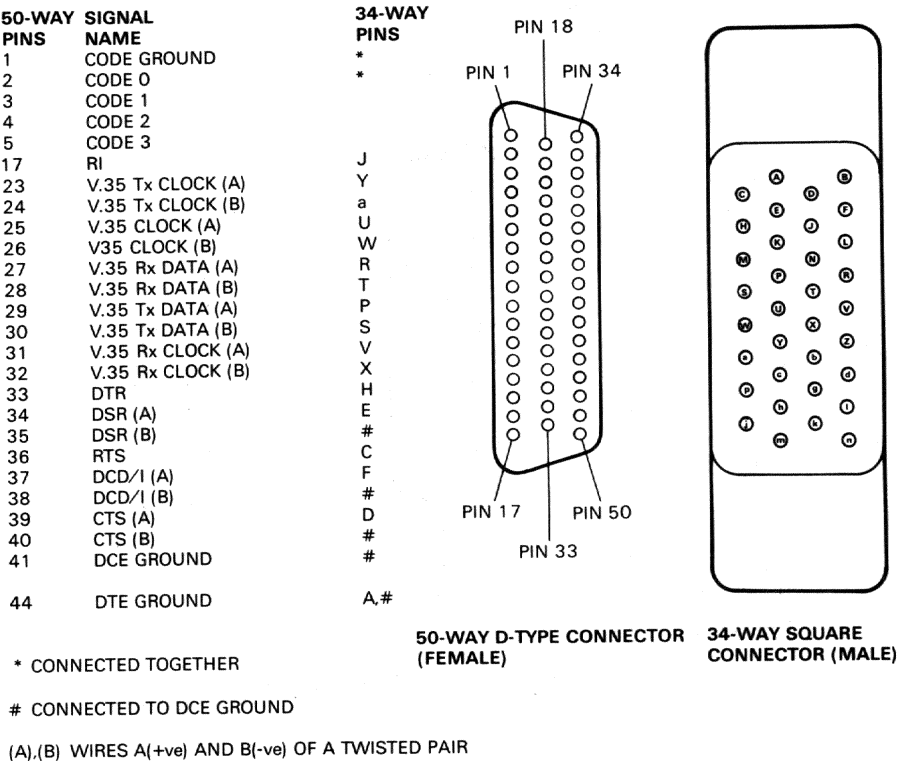 50-WAY SIGNAL 34-WAY
PINS NAME PINS
1 CODE GROUND *
2 CODE 0 *
3 CODE 1
4 CODE 2
5 CODE 3
17 RI J
23 V.35 Tx CLOCK (A) Y
24 V.35 Tx CLOCK (B) a
25 V.35 CLOCK (A) U
26 V35 CLOCK (B) W
27 V.35 Rx DATA (A) R
28 V.35 Rx DATA (B) T
29 V.35 Tx DATA (A) P
30 V.35 Tx DATA (B) S
31 V.35 Rx CLOCK (A) V
32 V.35 Rx CLOCK (B) X
33 DTR H
34 DSR (A) E
35 DSR (B) #
36 RTS C
37 DCD/I (A) F
38 DCD/I (B) #
39 CTS (A) D
40 CTS (B) #
41 DCE GROUND #
44 DTE GROUND A,#
* CONNECTED TOGETHER
# CONNECTED TO DCE GROUND
(A),(B) WIRES A(+ve) AND B(-ve) OF A TWISTED PAIR
PIN 18
PIN 1 PIN 34
PIN 17 PIN 50
PIN 33
50-WAY D-TYPE CONNECTOR
(FEMALE)
A B
C D
E F
H J
K L
M N
P R
S T
U V
W X
Y Z
a b
c d
p g
h l
j k
m n
34-WAY SQUARE
CONNECTOR (MALE)